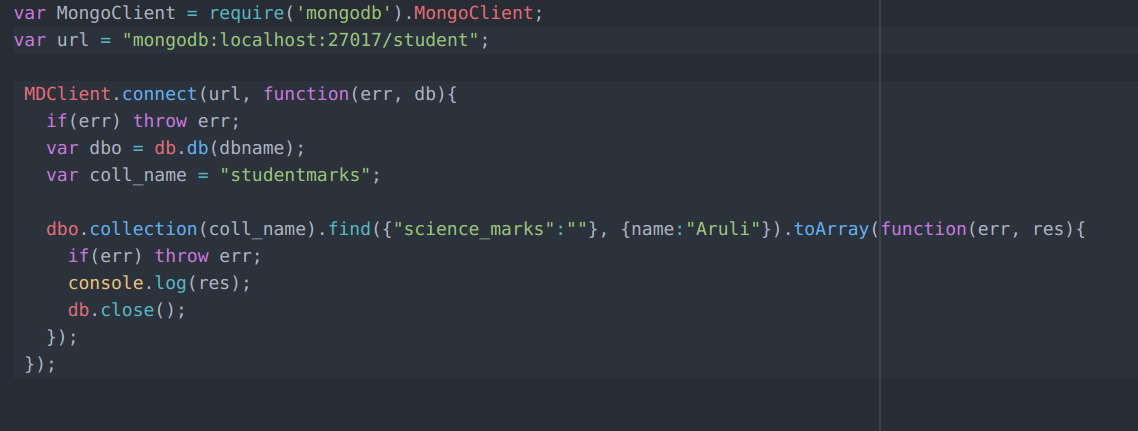 var MongoClient = require('mongodb').MongoClient;
var url = "mongodb:localhost:27017/student";
MDClient.connect(url, function(err, db){
if(err) throw err;
var dbo = db.db(dbname);
var coll_name = "studentmarks";
dbo.collection(coll_name).find({"science_marks":""}, {name:"Aruli"}).toArray(function(err, res){
if(err) throw err;
console.log(res);
db.close();
});
});